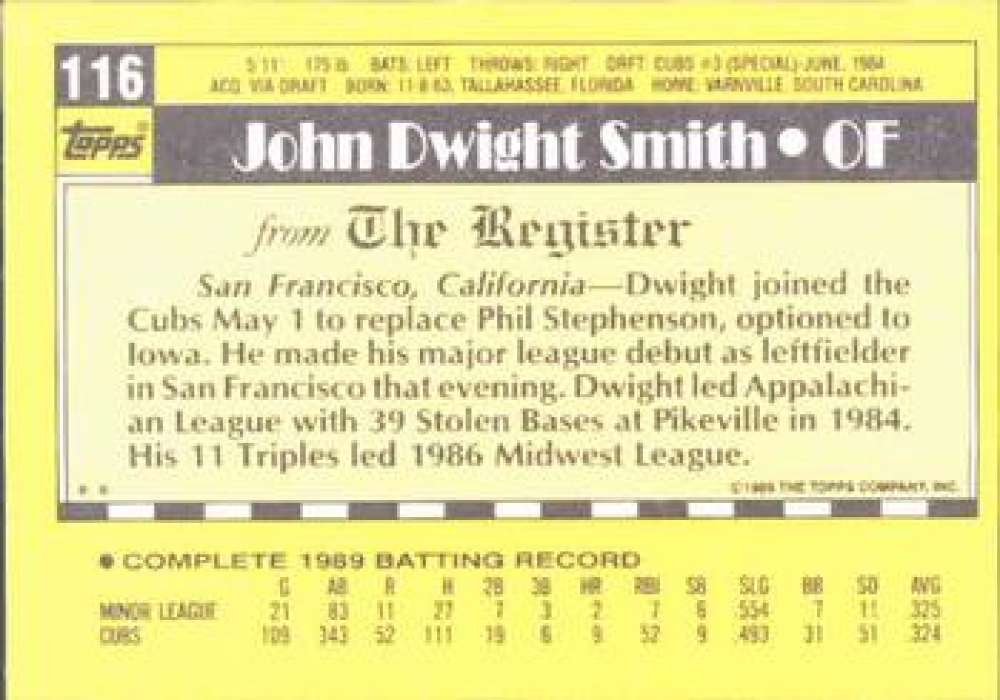 116
5'11" 175 lb. BATS: LEFT THROWS: RIGHT DRFT: CUBS #3 (SPECIAL)-JUNE, 1984
ACQ: VIA DRAFT BORN: 11-8-63, TALLAHASSEE, FLORIDA HOME: VARNVILLE, SOUTH CAROLINA
Topps®
John Dwight Smith • OF
from The Register
San Francisco, California—Dwight joined the
Cubs May 1 to replace Phil Stephenson, optioned to
Iowa. He made his major league debut as leftfielder
in San Francisco that evening. Dwight led Appalachi-
an League with 39 Stolen Bases at Pikeville in 1984.
His 11 Triples led 1986 Midwest League.
* *
©1989 THE TOPPS COMPANY, INC.
• COMPLETE 1989 BATTING RECORD
G AB R H 2B 3B HR RBI SB SLG BB SO AVG
MINOR LEAGUE 21 83 11 27 7 3 2 7 6 .554 7 11 .325
CUBS 109 343 52 111 19 6 9 52 9 .493 31 51 .324